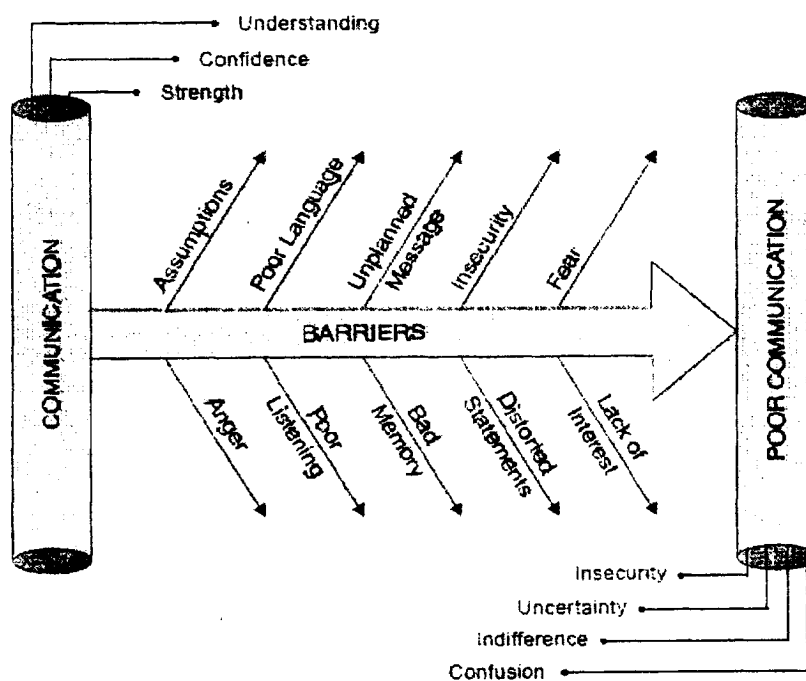 Understanding
Confidence
Strength
COMMUNICATION
Assumptions
Poor Language
Unplanned
Message
Insecurity
Fear
BARRIERS
Anger
Poor
Listening
Bad
Memory
Distorted
Statements
Lack of
Interest
POOR COMMUNICATION
Insecurity
Uncertainty
Indifference
Confusion